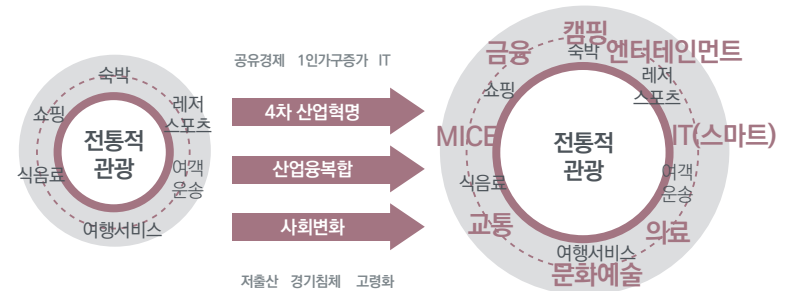 숙박
쇼핑
레저
스포츠
전통적
관광
식음료
여객
운송
여행서비스
공유경제 1인가구증가 IT
4차 산업혁명
산업융복합
사회변화
저출산 경기침체 고령화
캠핑
금융
숙박
엔터테인먼트
쇼핑
레저
스포츠
MICE
전통적
관광
IT(스마트)
식음료
여객
운송
교통
의료
여행서비스
문화예술